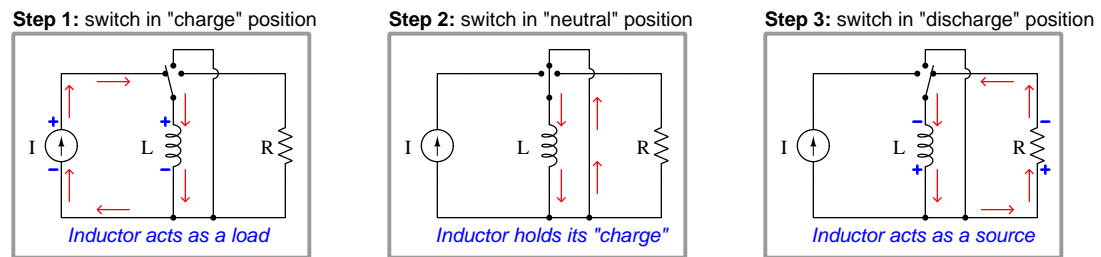 Step 1: switch in "charge" position
+ +
I L R
- -
Inductor acts as a load
Step 2: switch in "neutral" position
I L R
Inductor holds its "charge"
Step 3: switch in "discharge" position
- -
I L R
+ +
Inductor acts as a source